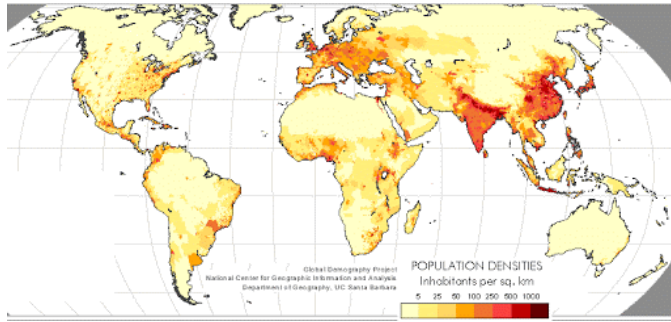 Global Demography Project
National Center for Geographic Information and Analysis
Department of Geography, UC Santa Barbara
POPULATION DENSITIES
Inhabitants per sq. km
5 25 50 100 250 500 1000